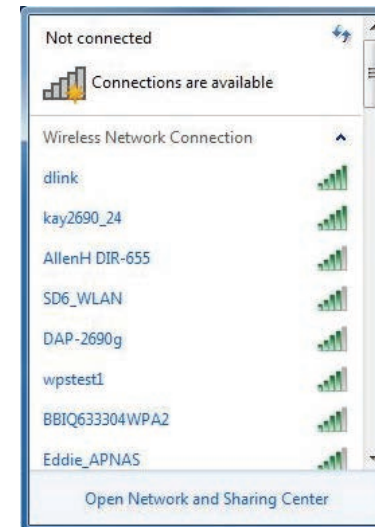 Not connected
Connections are available
Wireless Network Connection
dlink
kay2690_24
AllenH DIR-655
SD6_WLAN
DAP-2690g
wpstest1
BBIQ633304WPA2
Eddie_APNAS
Open Network and Sharing Center